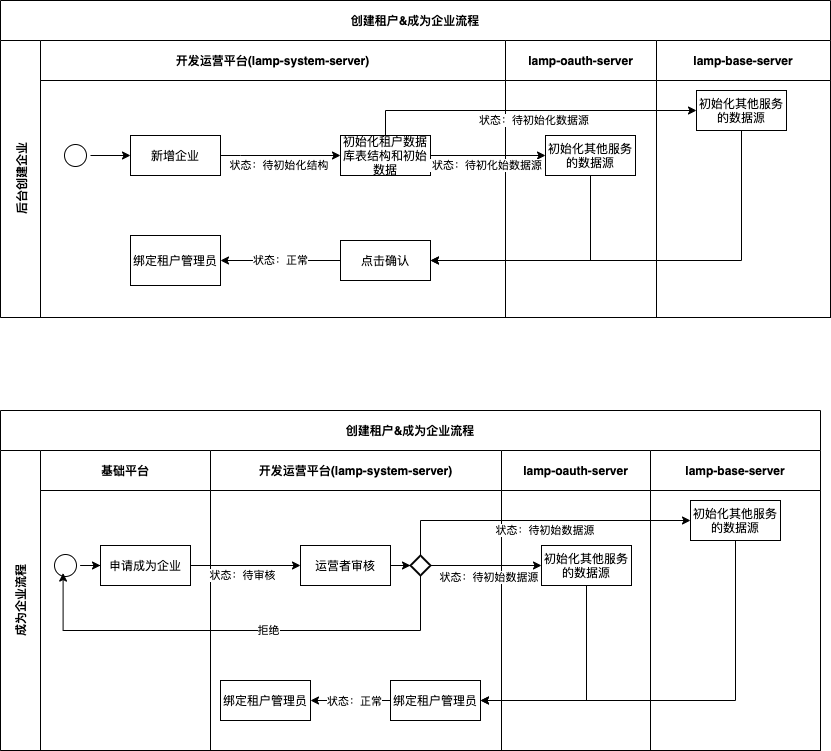 创建租户&成为企业流程
开发运营平台(lamp-system-server)
lamp-oauth-server
lamp-base-server
后台创建企业
初始化其他服务
的数据源
状态：待初始化数据源
新增企业
状态：待初始化结构
初始化租户数据
库表结构和初始
数据
状态：待初化始数据源
初始化其他服务
的数据源
绑定租户管理员
状态：正常
点击确认
创建租户&成为企业流程
基础平台
开发运营平台(lamp-system-server)
lamp-oauth-server
lamp-base-server
成为企业流程
初始化其他服务
的数据源
状态：待初始数据源
申请成为企业
状态：待审核
运营者审核
状态：待初始数据源
初始化其他服务
的数据源
拒绝
绑定租户管理员
状态：正常
绑定租户管理员